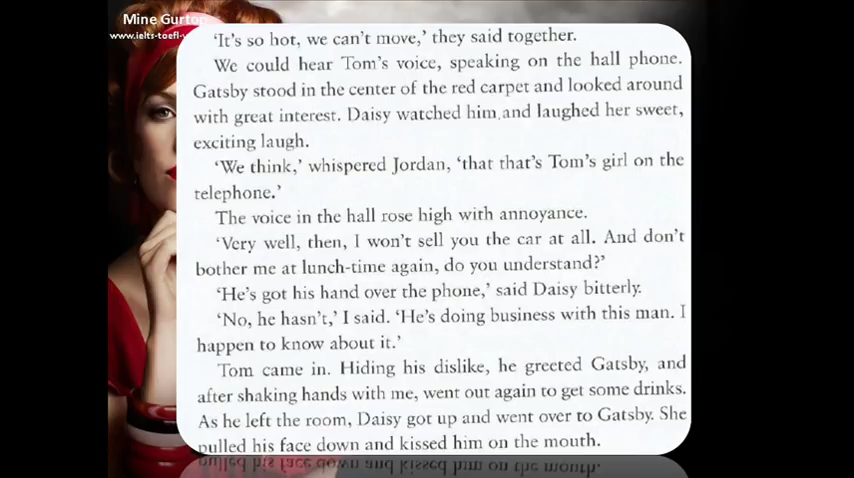 Mine Gurtop
www.ielts-toefl-
'It's so hot, we can't move,' they said together.
We could hear Tom's voice, speaking on the hall phone.
Gatsby stood in the center of the red carpet and looked around
with great interest. Daisy watched him and laughed her sweet,
exciting laugh.
'We think,' whispered Jordan, 'that that's Tom's girl on the
telephone.'
The voice in the hall rose high with annoyance.
'Very well, then, I won't sell you the car at all. And don't
bother me at lunch-time again, do you understand?'
'He's got his hand over the phone,' said Daisy bitterly.
'No, he hasn't,' I said. 'He's doing business with this man. I
happen to know about it.'
Tom came in. Hiding his dislike, he greeted Gatsby, and
after shaking hands with me, went out again to get some drinks.
As he left the room, Daisy got up and went over to Gatsby. She
pulled his face down and kissed him on the mouth.